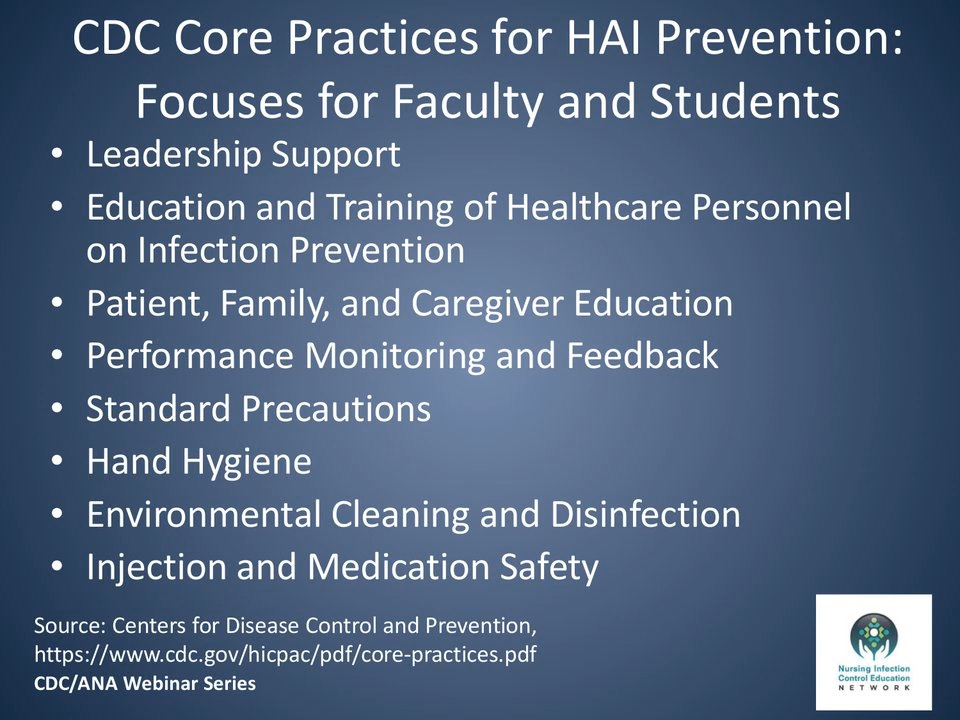 CDC Core Practices for HAI Prevention:
Focuses for Faculty and Students
• Leadership Support
• Education and Training of Healthcare Personnel
on Infection Prevention
• Patient, Family, and Caregiver Education
• Performance Monitoring and Feedback
• Standard Precautions
• Hand Hygiene
• Environmental Cleaning and Disinfection
• Injection and Medication Safety
Source: Centers for Disease Control and Prevention,
https://www.cdc.gov/hicpac/pdf/core-practices.pdf
CDC/ANA Webinar Series
Nursing Infection
Control Education
NETWORK